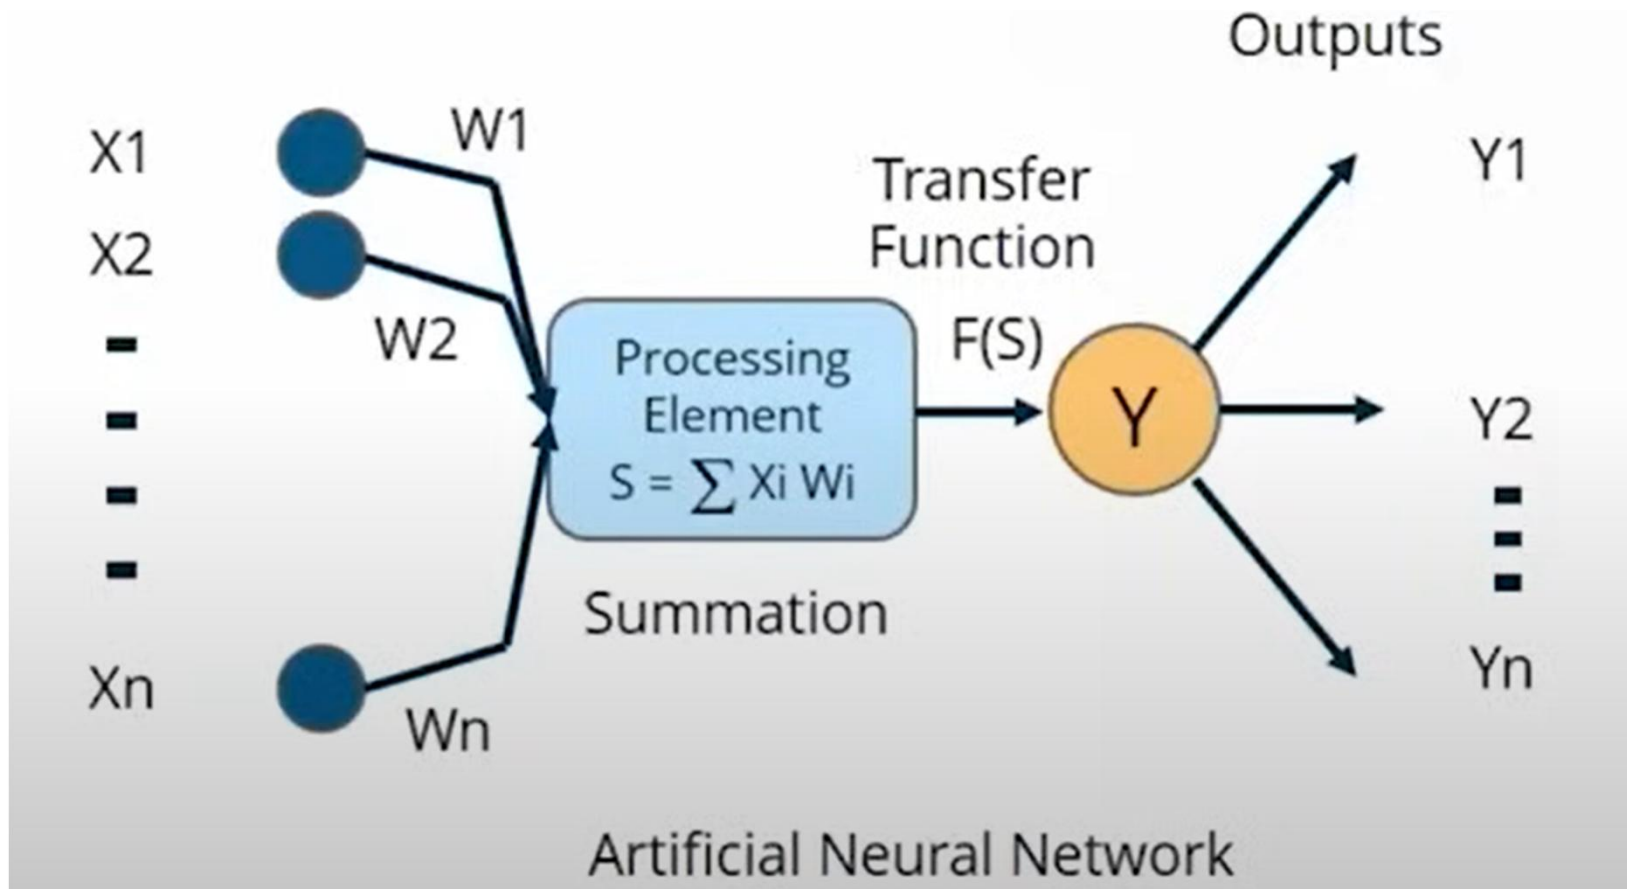 Outputs
X1
W1
Y1
Transfer
Function
X2
W2
F(S)
Processing
Element
S = ∑ Xi Wi
Y
Y2
Summation
Xn
Wn
Yn
Artificial Neural Network